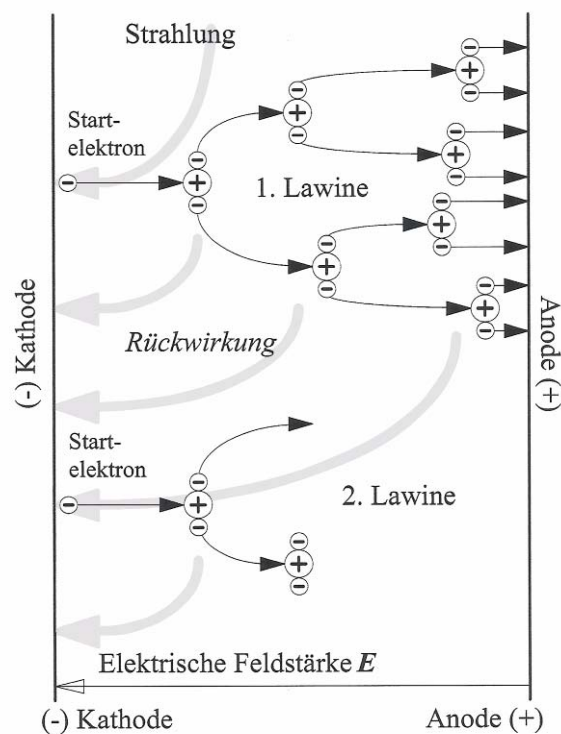 Strahlung
Start-
elektron
1. Lawine
(-) Kathode
Rückwirkung
Anode (+)
Start-
elektron
2. Lawine
Elektrische Feldstärke E
(-) Kathode
Anode (+)